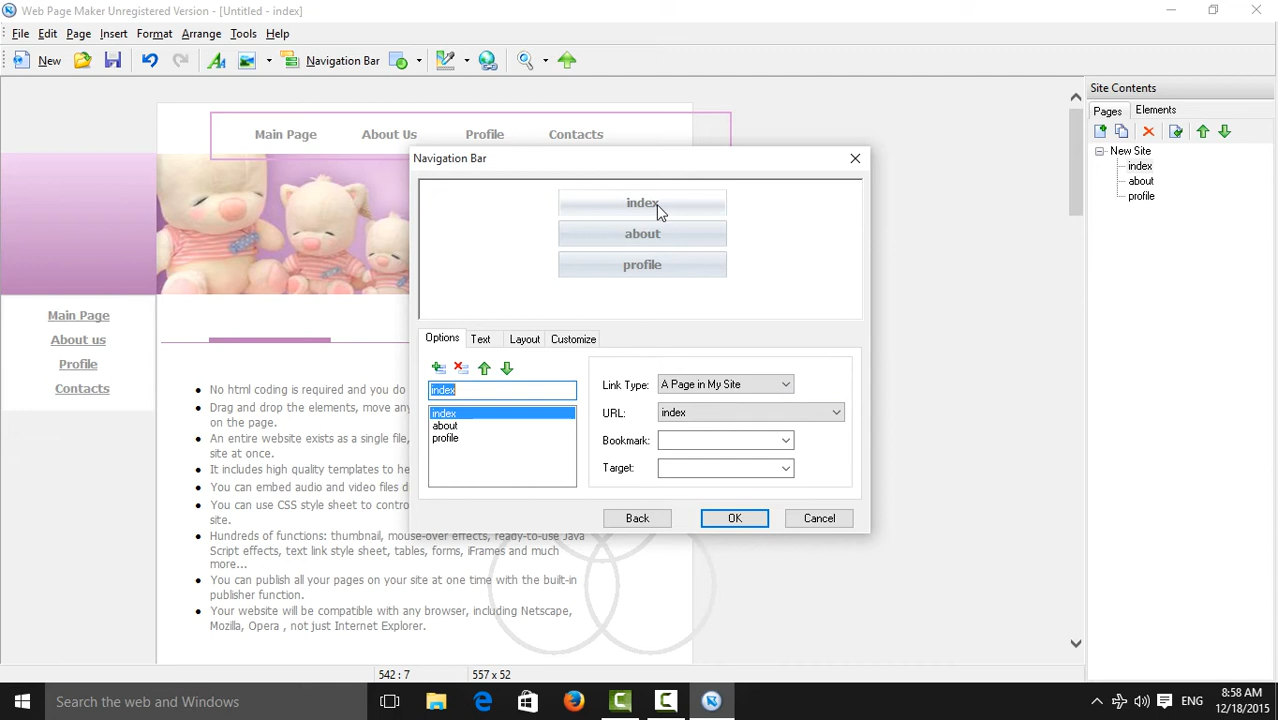 Web Page Maker Unregistered Version - [Untitled - index]
File Edit Page Insert Format Arrange Tools Help
New Navigation Bar
Site Contents
Pages Elements
New Site
index
about
profile
Main Page About Us Profile Contacts
Main Page
About us
Profile
Contacts
No html coding is required and you do
Drag and drop the elements, move any
on the page.
An entire website exists as a single file,
site at once.
It includes high quality templates to he
You can embed audio and video files d
You can use CSS style sheet to contro
site.
Hundreds of functions: thumbnail, mouse-over effects, ready-to-use Java
Script effects, text link style sheet, tables, forms, iFrames and much
more...
You can publish all your pages on your site at one time with the built-in
publisher function.
Your website will be compatible with any browser, including Netscape,
Mozilla, Opera , not just Internet Explorer.
Navigation Bar
index
about
profile
Options Text Layout Customize
index
index
about
profile
Link Type: A Page in My Site
URL: index
Bookmark:
Target:
Back OK Cancel
542 : 7 557 x 52
Search the web and Windows
ENG
8:58 AM
12/18/2015